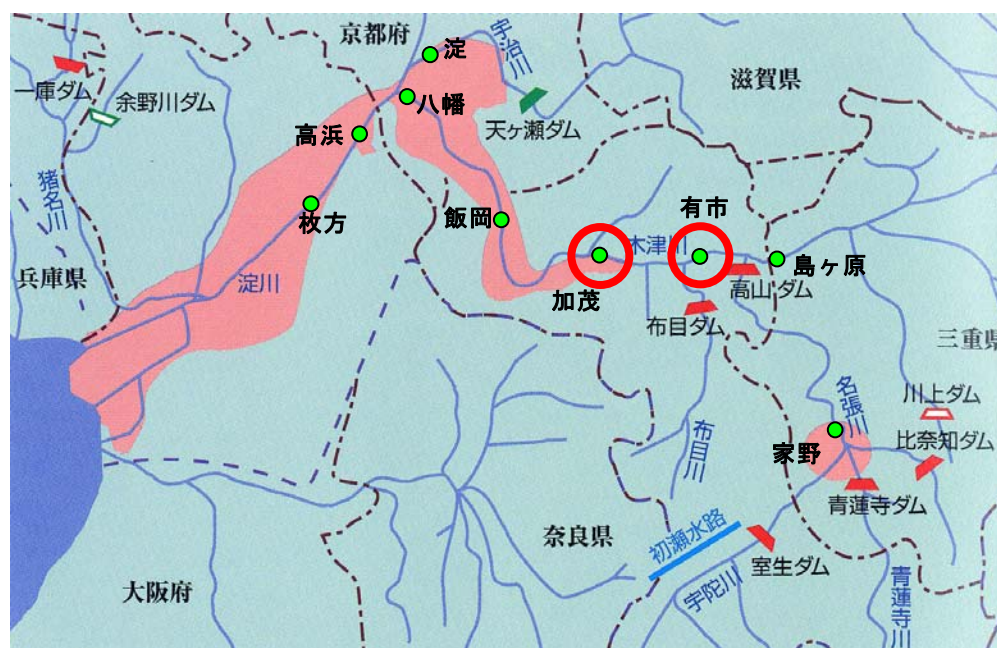 京都府
淀
宇治川
滋賀県
一庫ダム
余野川ダム
八幡
天ヶ瀬ダム
高浜
猪名川
枚方
飯岡
有市
木津川
島ヶ原
兵庫県
淀川
加茂
高山ダム
布目ダム
三重県
名張川
川上ダム
布目川
家野
比奈知ダム
青蓮寺ダム
奈良県
初瀬水路
室生ダム
大阪府
宇陀川
青蓮寺川